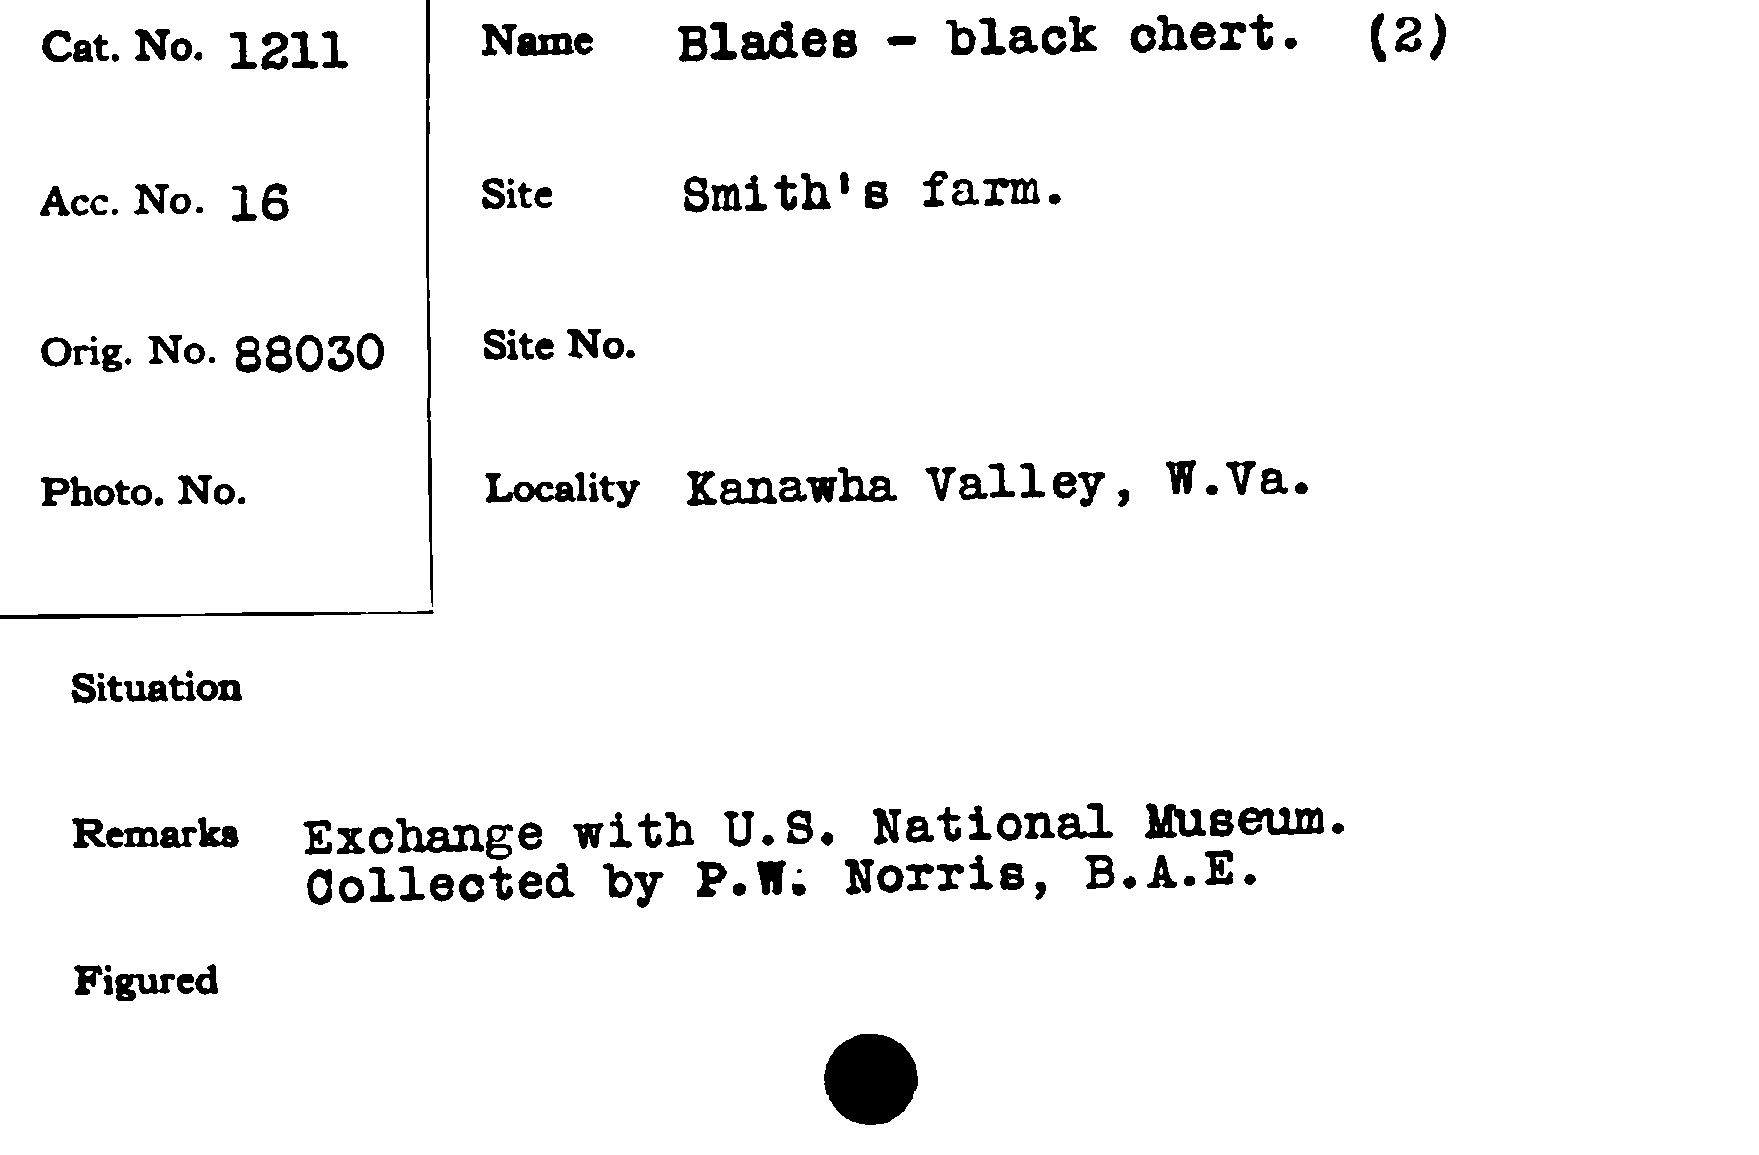 Cat. No. 1211
Name Blades - black chert. (2)
Acc. No. 16
Site Smith's farm.
Orig. No. 88030
Site No.
Photo. No.
Locality Kanawha Valley, W.Va.
Situation
Remarks Exchange with U.S. National Museum.
Collected by P.W. Norris, B.A.E.
Figured